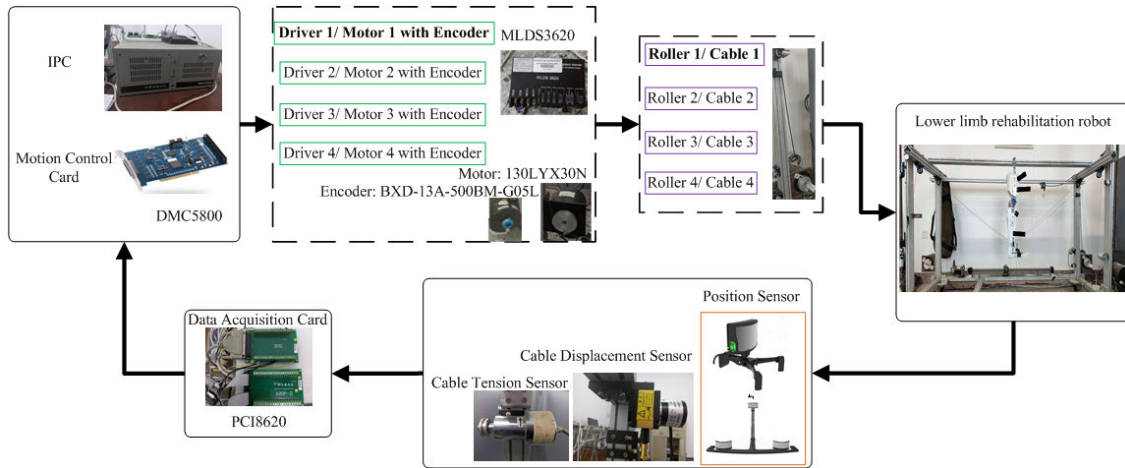 IPC
Motion Control
Card
DMC5800
Driver 1/ Motor 1 with Encoder
MLDS3620
Driver 2/ Motor 2 with Encoder
Driver 3/ Motor 3 with Encoder
Driver 4/ Motor 4 with Encoder
Motor: 130LYX30N
Encoder: BXD-13A-500BM-G05L
Roller 1/ Cable 1
Roller 2/ Cable 2
Roller 3/ Cable 3
Roller 4/ Cable 4
Lower limb rehabilitation robot
Position Sensor
Cable Displacement Sensor
Cable Tension Sensor
Data Acquisition Card
PCI8620